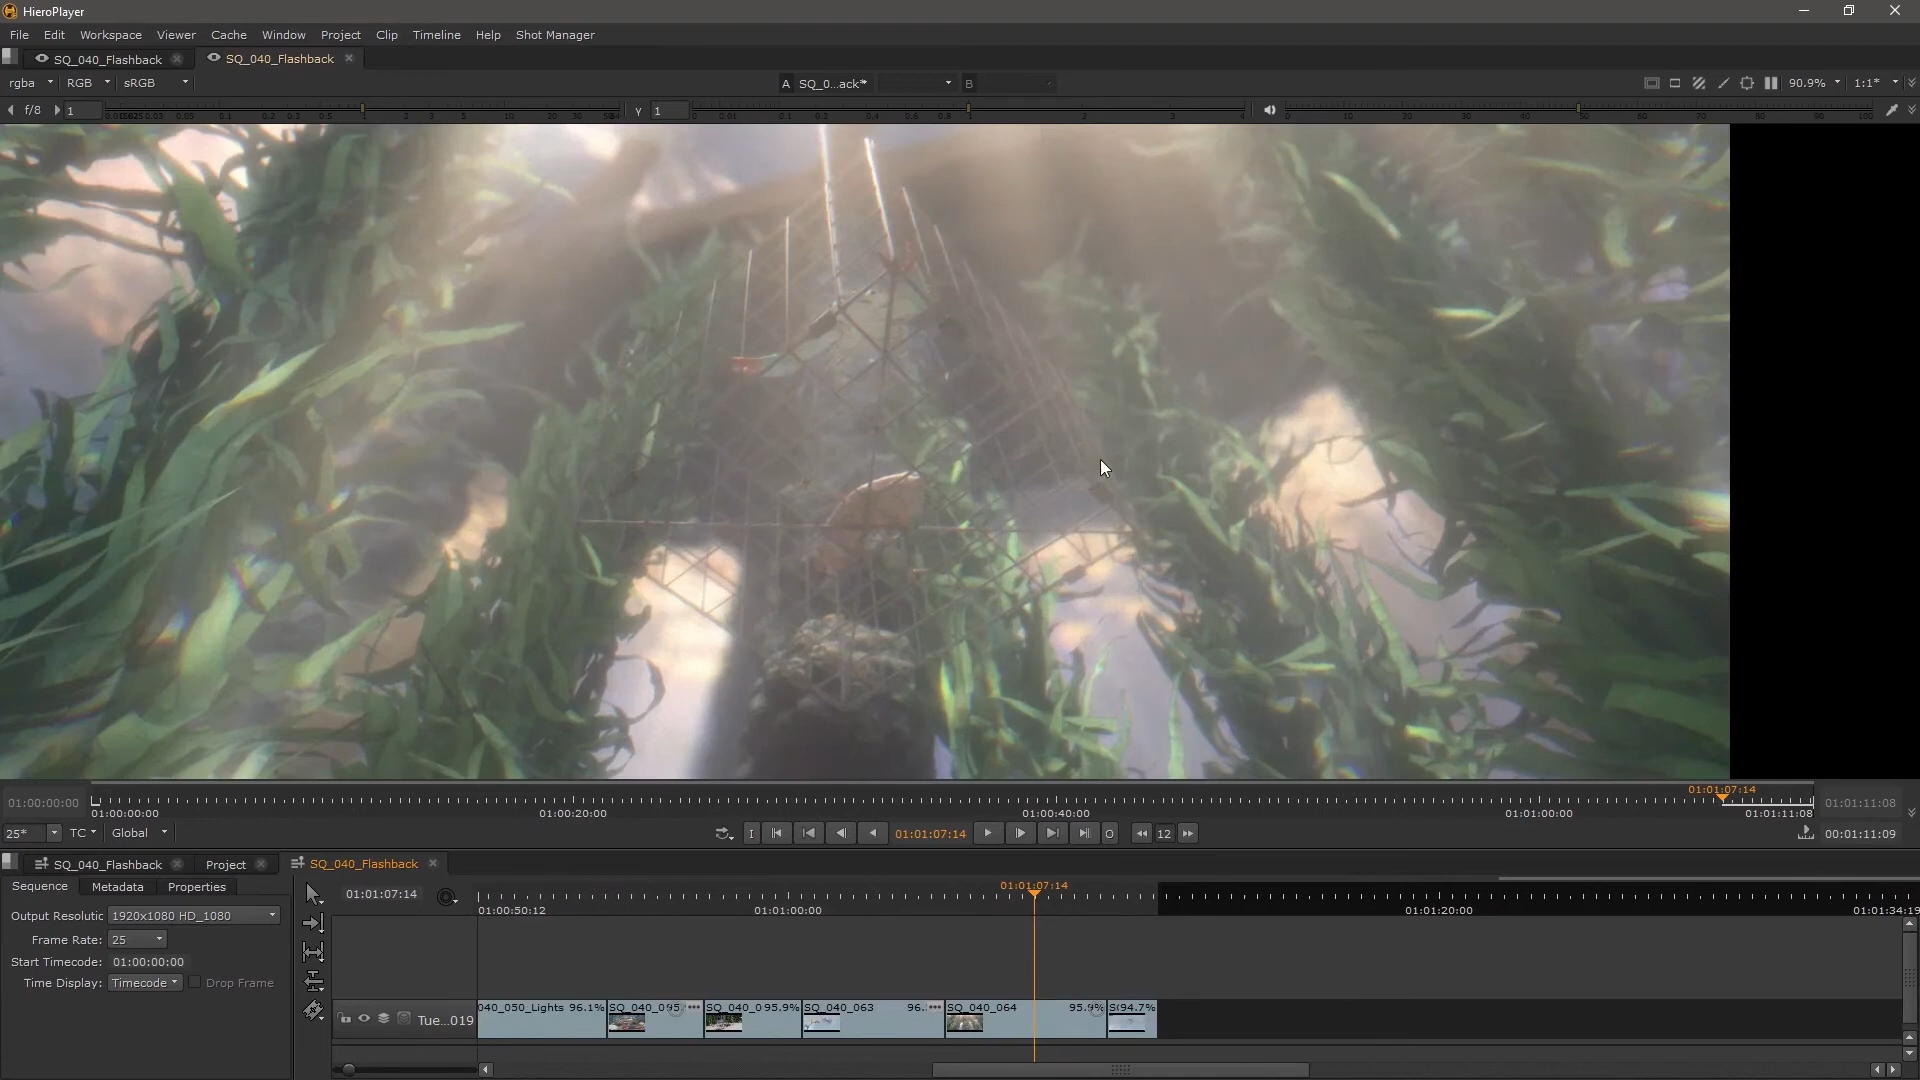 HieroPlayer
File Edit Workspace Viewer Cache Window Project Clip Timeline Help Shot Manager
SQ_040_Flashback SQ_040_Flashback
rgba RGB sRGB A SQ_0...ack* B 90.9% 1:1*
f/8 1 γ 1
01:01:07:14
01:00:00:00 01:01:11:08
01:00:00:00 01:00:20:00 01:00:40:00 01:01:00:00 01:01:11:08
25* TC Global I 01:01:07:14 O 12 00:01:11:09
SQ_040_Flashback Project SQ_040_Flashback
Sequence Metadata Properties 01:01:07:14 01:01:07:14
01:00:50:12 01:01:00:00 01:01:20:00 01:01:34:19
Output Resolutic 1920x1080 HD_1080
Frame Rate: 25
Start Timecode: 01:00:00:00
Time Display: Timecode Drop Frame
Tue...019 040_050_Lights 96.1% SQ_040_0 95.9% SQ_040_063 96. SQ_040_064 95.9% S(94.7%